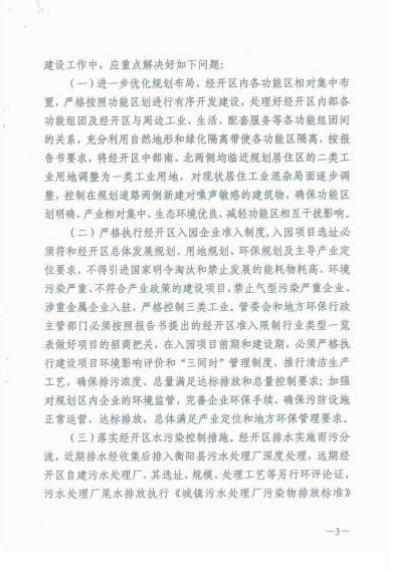 建设工作中，应重点解决好如下问题：
（一）进一步优化规划布局，经开区内各功能区相对集中布
置，严格按照功能区划进行有序开发建设，处理好经开区内部各
功能组团及经开区与周边工业、生活、配套服务等各功能组团间
的关系，充分利用自然地形和绿化隔离带使各功能区隔离，按报
告书要求，将经开区中部南、北两侧均临近规划居住区的二类工
业用地调整为一类工业用地，对现状居住工业混杂局面逐步调
整，控制在规划道路两侧新建对噪声敏感的建筑物，确保功能区
划明确，产业相对集中、生态环境优良，减轻功能区相互干扰影响。
（二）严格执行经开区入园企业准入制度，入园项目选址必
须符和经开区总体发展规划、用地规划、环保规划及主导产业定
位要求，不得引进国家明令淘汰和禁止发展的能耗物耗高、环境
污染严重、不符合产业政策的建设项目，禁止气型污染严重企业、
涉重金属企业入驻，严格控制三类工业。管委会和地方环保行政
主管部门必须按照报告书提出的经开区准入限制行业类型一览
表做好项目的招商把关，在入园项目前期和建设期，必须严格执
行建设项目环境影响评价和“三同时”管理制度，推行清洁生产
工艺，确保排污浓度、总量满足达标排放和总量控制要求；加强
对规划区内企业的环境监管，完善企业环保手续、确保污防设施
正常运营、达标排放，总体满足产业定位和地方环保管理要求。
（三）落实经开区水污染控制措施。经开区排水实施雨污分
流，近期排水经收集后排入衡阳县污水处理厂深度处理，远期经
开区自建污水处理厂，其选址、规模、处理工艺等另行环评论证，
污水处理厂尾水排放执行《城镇污水处理厂污染物排放标准》
—3—